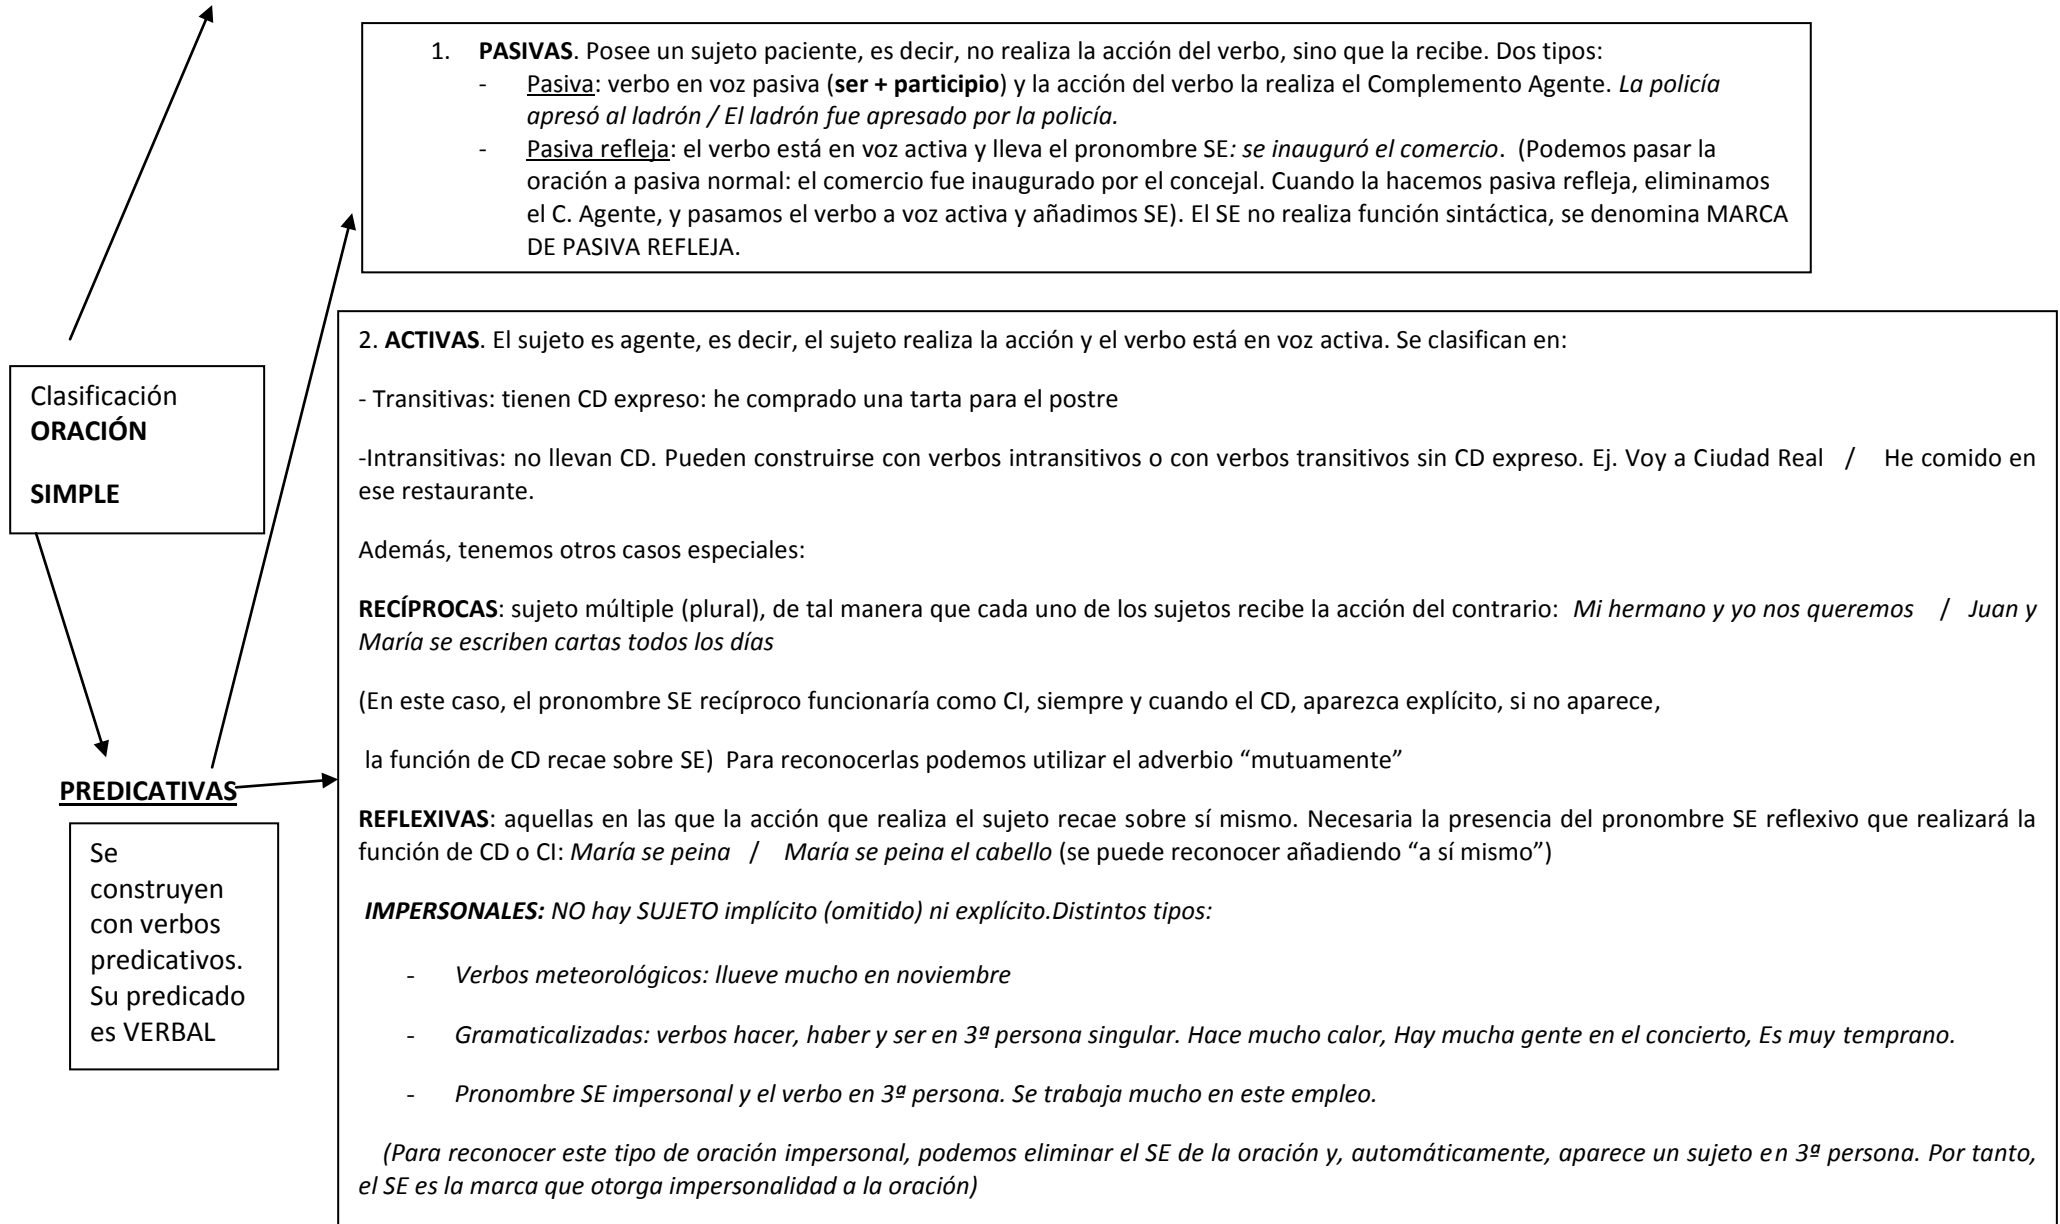 1. PASIVAS. Posee un sujeto paciente, es decir, no realiza la acción del verbo, sino que la recibe. Dos tipos:
- Pasiva: verbo en voz pasiva (ser + participio) y la acción del verbo la realiza el Complemento Agente. La policía
apresó al ladrón / El ladrón fue apresado por la policía.
- Pasiva refleja: el verbo está en voz activa y lleva el pronombre SE: se inauguró el comercio. (Podemos pasar la
oración a pasiva normal: el comercio fue inaugurado por el concejal. Cuando la hacemos pasiva refleja, eliminamos
el C. Agente, y pasamos el verbo a voz activa y añadimos SE). El SE no realiza función sintáctica, se denomina MARCA
DE PASIVA REFLEJA.
Clasificación
ORACIÓN
SIMPLE
PREDICATIVAS
Se
construyen
con verbos
predicativos.
Su predicado
es VERBAL
2. ACTIVAS. El sujeto es agente, es decir, el sujeto realiza la acción y el verbo está en voz activa. Se clasifican en:
- Transitivas: tienen CD expreso: he comprado una tarta para el postre
-Intransitivas: no llevan CD. Pueden construirse con verbos intransitivos o con verbos transitivos sin CD expreso. Ej. Voy a Ciudad Real / He comido en
ese restaurante.
Además, tenemos otros casos especiales:
RECÍPROCAS: sujeto múltiple (plural), de tal manera que cada uno de los sujetos recibe la acción del contrario: Mi hermano y yo nos queremos / Juan y
María se escriben cartas todos los días
(En este caso, el pronombre SE recíproco funcionaría como CI, siempre y cuando el CD, aparezca explícito, si no aparece,
la función de CD recae sobre SE) Para reconocerlas podemos utilizar el adverbio “mutuamente”
REFLEXIVAS: aquellas en las que la acción que realiza el sujeto recae sobre sí mismo. Necesaria la presencia del pronombre SE reflexivo que realizará la
función de CD o CI: María se peina / María se peina el cabello (se puede reconocer añadiendo “a sí mismo”)
IMPERSONALES: NO hay SUJETO implícito (omitido) ni explícito.Distintos tipos:
- Verbos meteorológicos: llueve mucho en noviembre
- Gramaticalizadas: verbos hacer, haber y ser en 3ª persona singular. Hace mucho calor, Hay mucha gente en el concierto, Es muy temprano.
- Pronombre SE impersonal y el verbo en 3ª persona. Se trabaja mucho en este empleo.
(Para reconocer este tipo de oración impersonal, podemos eliminar el SE de la oración y, automáticamente, aparece un sujeto en 3ª persona. Por tanto,
el SE es la marca que otorga impersonalidad a la oración)